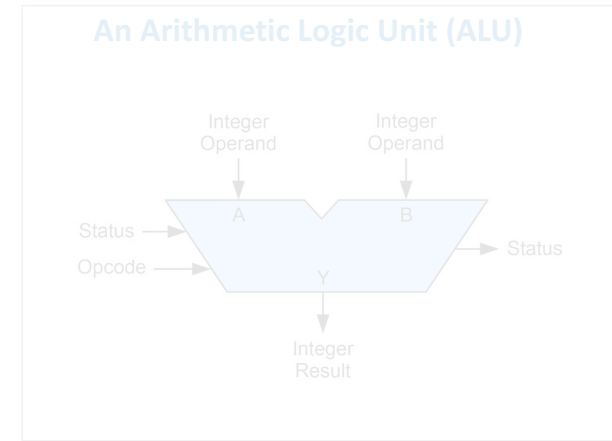 An Arithmetic Logic Unit (ALU)
Integer
Operand
Integer
Operand
A
B
Status
Opcode
Status
Y
Integer
Result